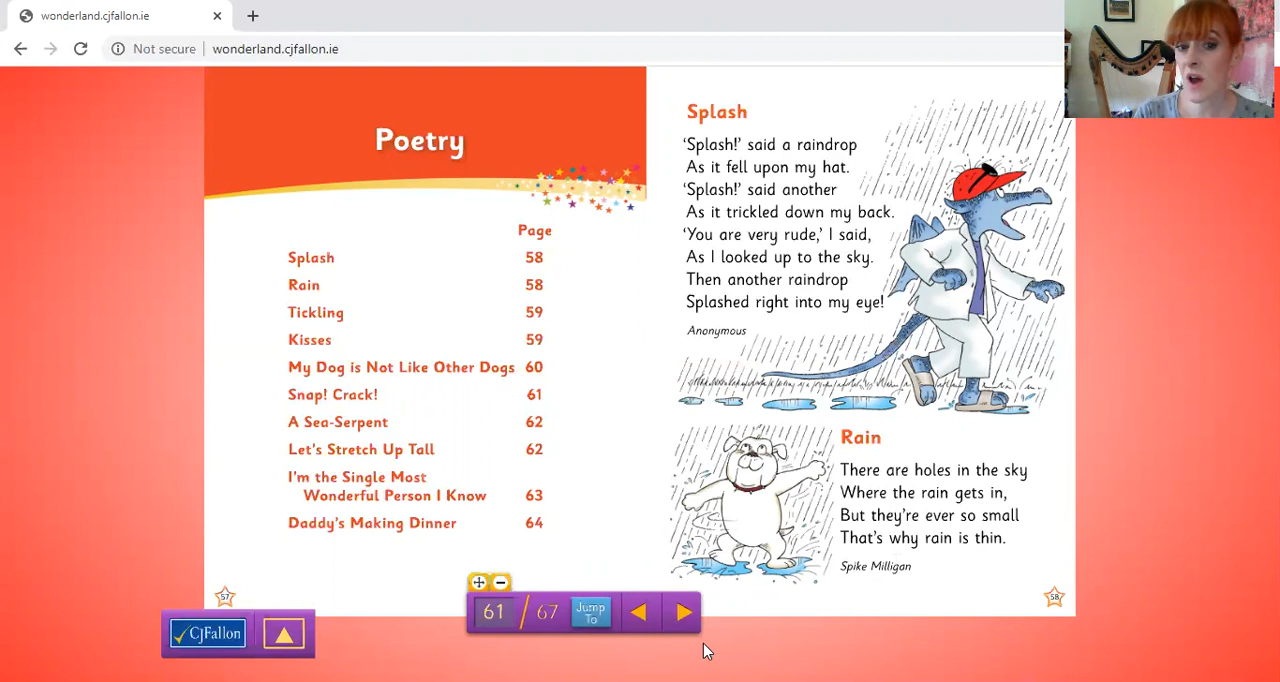 wonderland.cjfallon.ie
Not secure
wonderland.cjfallon.ie
Poetry
Page
Splash 58
Rain 58
Tickling 59
Kisses 59
My Dog is Not Like Other Dogs 60
Snap! Crack! 61
A Sea-Serpent 62
Let's Stretch Up Tall 62
I'm the Single Most
Wonderful Person I Know 63
Daddy's Making Dinner 64
57
Splash
'Splash!' said a raindrop
As it fell upon my hat.
'Splash!' said another
As it trickled down my back.
'You are very rude,' I said,
As I looked up to the sky.
Then another raindrop
Splashed right into my eye!
Anonymous
Rain
There are holes in the sky
Where the rain gets in,
But they're ever so small
That's why rain is thin.
Spike Milligan
58
CJFallon
61 / 67
Jump
To